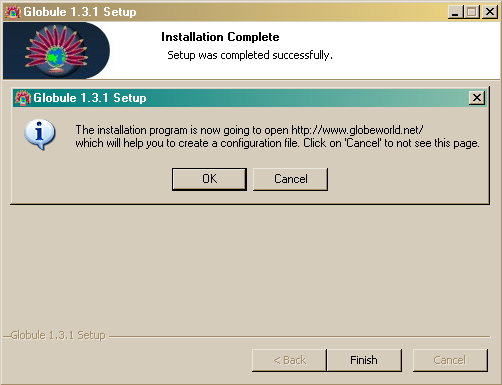 Globule 1.3.1 Setup
Installation Complete
Setup was completed successfully.
Globule 1.3.1 Setup
The installation program is now going to open http://www.globeworld.net/
which will help you to create a configuration file. Click on 'Cancel' to not see this page.
OK
Cancel
Globule 1.3.1 Setup
< Back
Finish
Cancel